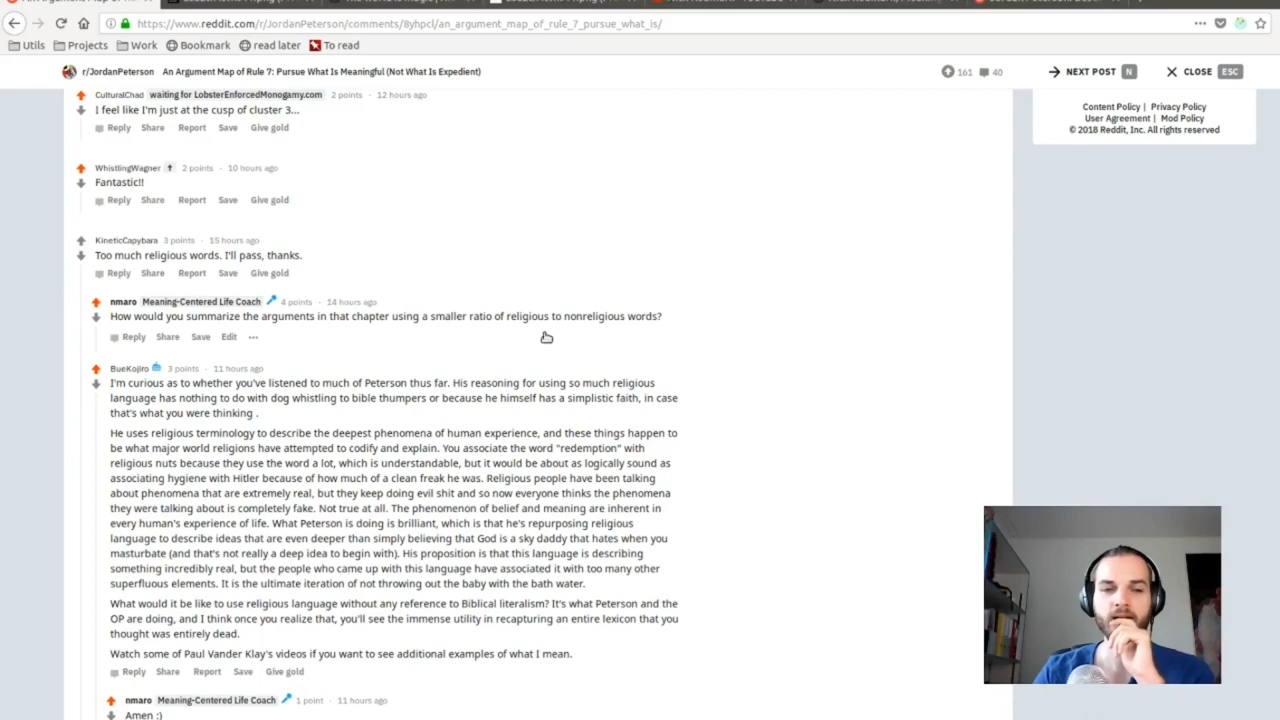 https://www.reddit.com/r/JordanPeterson/comments/8yhpcl/an_argument_map_of_rule_7_pursue_what_is/
Utils Projects Work Bookmark read later To read
r/JordanPeterson An Argument Map of Rule 7: Pursue What Is Meaningful (Not What Is Expedient) 161 40 NEXT POST N CLOSE ESC
CulturalChad waiting for LobsterEnforcedMonogamy.com 2 points · 12 hours ago
I feel like I'm just at the cusp of cluster 3...
Reply Share Report Save Give gold
Content Policy | Privacy Policy
User Agreement | Mod Policy
© 2018 Reddit, Inc. All rights reserved
WhistlingWagner 2 points · 10 hours ago
Fantastic!!
Reply Share Report Save Give gold
KineticCapybara 3 points · 15 hours ago
Too much religious words. I'll pass, thanks.
Reply Share Report Save Give gold
nmaro Meaning-Centered Life Coach 4 points · 14 hours ago
How would you summarize the arguments in that chapter using a smaller ratio of religious to nonreligious words?
Reply Share Save Edit ...
BueKojiro 3 points · 11 hours ago
I'm curious as to whether you've listened to much of Peterson thus far. His reasoning for using so much religious
language has nothing to do with dog whistling to bible thumpers or because he himself has a simplistic faith, in case
that's what you were thinking .
He uses religious terminology to describe the deepest phenomena of human experience, and these things happen to
be what major world religions have attempted to codify and explain. You associate the word "redemption" with
religious nuts because they use the word a lot, which is understandable, but it would be about as logically sound as
associating hygiene with Hitler because of how much of a clean freak he was. Religious people have been talking
about phenomena that are extremely real, but they keep doing evil shit and so now everyone thinks the phenomena
they were talking about is completely fake. Not true at all. The phenomenon of belief and meaning are inherent in
every human's experience of life. What Peterson is doing is brilliant, which is that he's repurposing religious
language to describe ideas that are even deeper than simply believing that God is a sky daddy that hates when you
masturbate (and that's not really a deep idea to begin with). His proposition is that this language is describing
something incredibly real, but the people who came up with this language have associated it with too many other
superfluous elements. It is the ultimate iteration of not throwing out the baby with the bath water.
What would it be like to use religious language without any reference to Biblical literalism? It's what Peterson and the
OP are doing, and I think once you realize that, you'll see the immense utility in recapturing an entire lexicon that you
thought was entirely dead.
Watch some of Paul Vander Klay's videos if you want to see additional examples of what I mean.
Reply Share Report Save Give gold
nmaro Meaning-Centered Life Coach 1 point · 11 hours ago
Amen :)